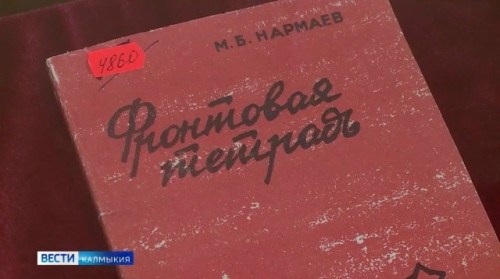 4860
М. Б. НАРМАЕВ
Фронтовая
тетрадь
ВЕСТИ КАЛМЫКИЯ